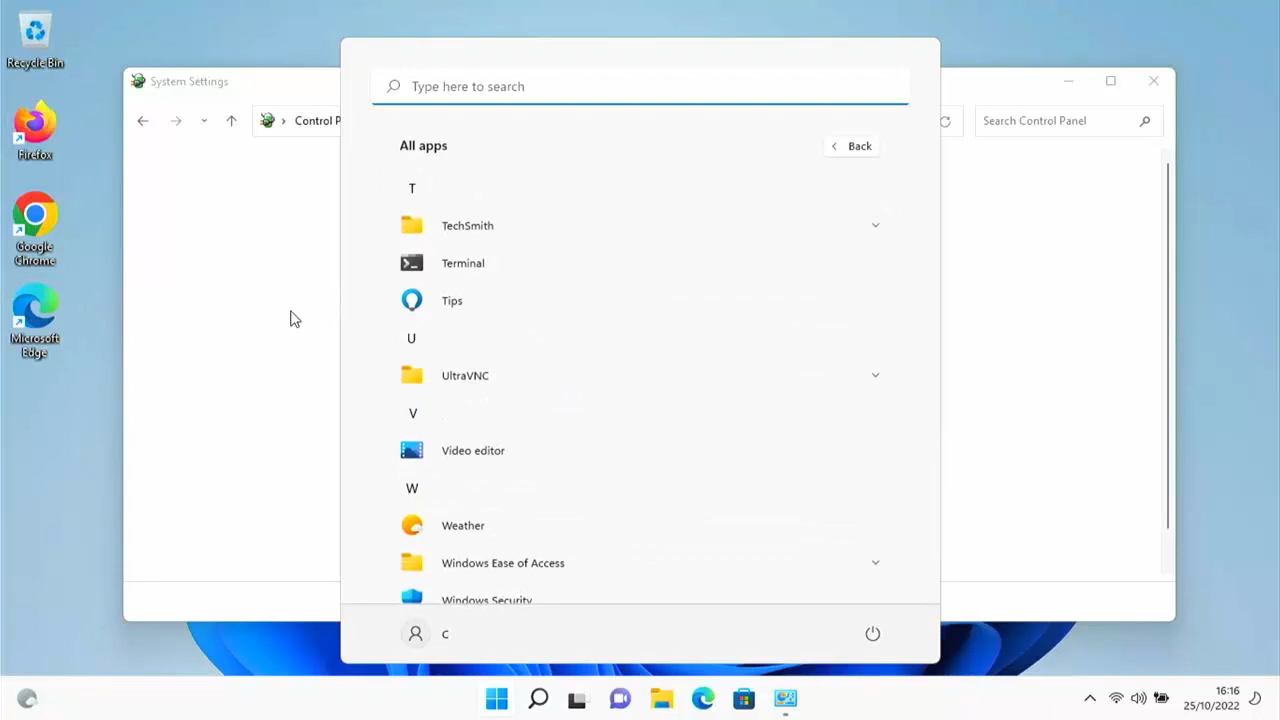 Recycle Bin
Firefox
Google
Chrome
Microsoft
Edge
System Settings
Control P
Search Control Panel
Type here to search
All apps
Back
T
TechSmith
Terminal
Tips
U
UltraVNC
V
Video editor
W
Weather
Windows Ease of Access
Windows Security
C
16:16
25/10/2022